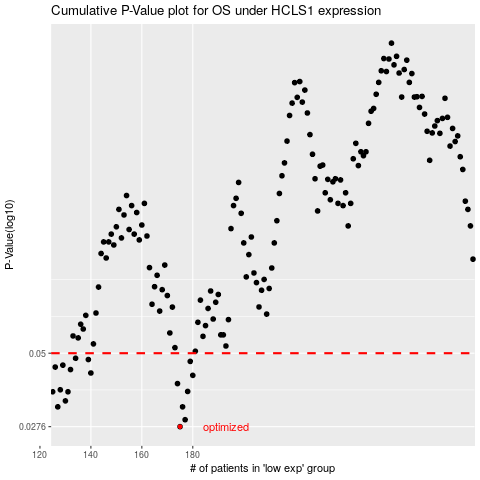 Cumulative P-Value plot for OS under HCLS1 expression
P-Value(log10)
0.05
0.0276
optimized
120 140 160 180
# of patients in 'low exp' group